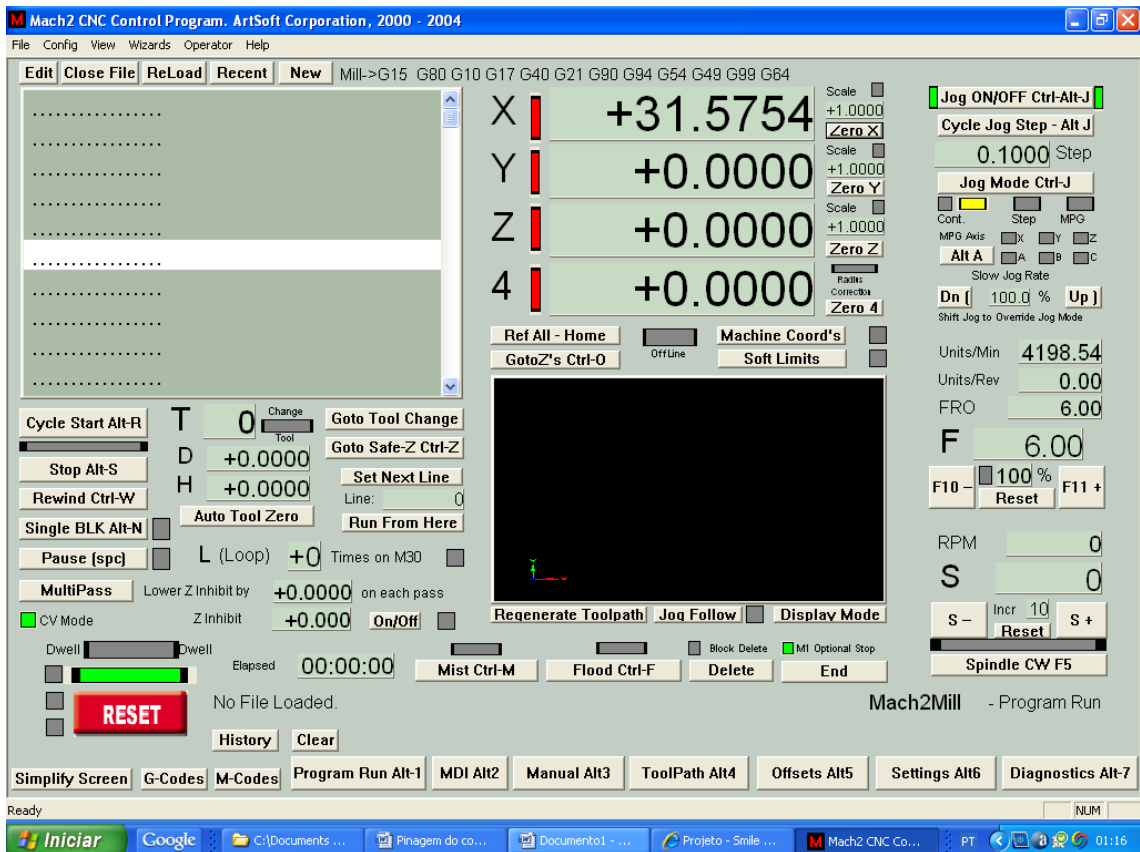 Mach2 CNC Control Program. ArtSoft Corporation, 2000 - 2004
File Config View Wizards Operator Help
Edit Close File ReLoad Recent New Mill->G15 G80 G10 G17 G40 G21 G90 G94 G54 G49 G99 G64
................
................
................
................
................
................
................
................
................
................
X +31.5754
Scale
+1.0000
Zero X
Y +0.0000
Scale
+1.0000
Zero Y
Z +0.0000
Scale
+1.0000
Zero Z
4 +0.0000
Radius
Correction
Zero 4
Ref All - Home
OffLine
Machine Coord's
GotoZ's Ctrl-O
Soft Limits
Jog ON/OFF Ctrl-Alt-J
Cycle Jog Step - Alt J
0.1000 Step
Jog Mode Ctrl-J
Cont. Step MPG
MPG Axis X Y Z
Alt A A B C
Slow Jog Rate
Dn ( 100.0 % Up )
Shift Jog to Override Jog Mode
Units/Min 4198.54
Units/Rev 0.00
FRO 6.00
F 6.00
F10 - 100 % F11 +
Reset
RPM 0
S 0
S - Incr 10 S +
Reset
Spindle CW F5
Cycle Start Alt-R
Stop Alt-S
Rewind Ctrl-W
Single BLK Alt-N
Pause (spc)
T 0 Change
Tool
D +0.0000
H +0.0000
Auto Tool Zero
Goto Tool Change
Goto Safe-Z Ctrl-Z
Set Next Line
Line: 0
Run From Here
L (Loop) +0 Times on M30
MultiPass Lower Z Inhibit by +0.0000 on each pass
CV Mode Z Inhibit +0.000 On/Off
Regenerate Toolpath Jog Follow Display Mode
Dwell Dwell
Elapsed 00:00:00
Mist Ctrl-M
Flood Ctrl-F
Block Delete
Delete
M1 Optional Stop
End
RESET
No File Loaded.
Mach2Mill - Program Run
History Clear
Simplify Screen G-Codes M-Codes Program Run Alt-1 MDI Alt2 Manual Alt3 ToolPath Alt4 Offsets Alt5 Settings Alt6 Diagnostics Alt-7
Ready NUM
Iniciar Google C:\Documents ... Pinagem do co... Documento1 - ... Projeto - Smile ... Mach2 CNC Co... PT 01:16